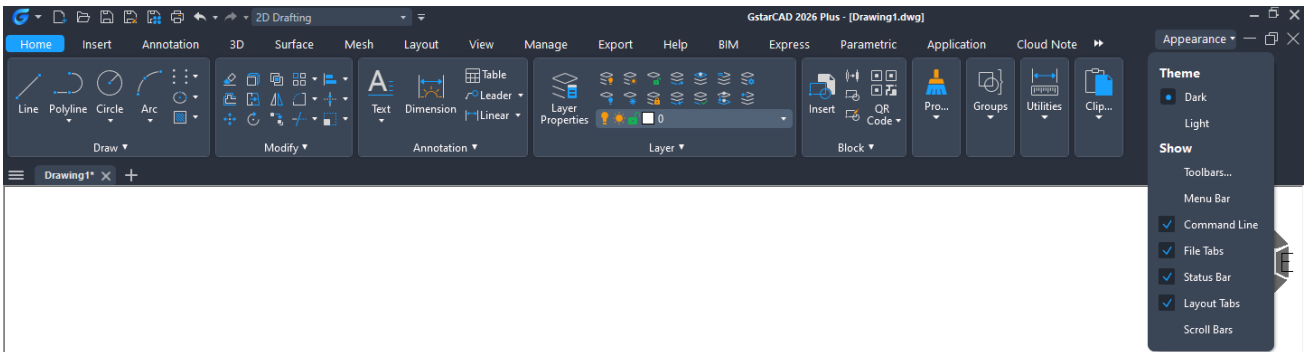 2D Drafting
GstarCAD 2026 Plus - [Drawing1.dwg]
Home Insert Annotation 3D Surface Mesh Layout View Manage Export Help BIM Express Parametric Application Cloud Note Appearance
Line Polyline Circle Arc
Draw
Modify
Text Dimension
Table
Leader
Linear
Annotation
Layer
Properties
0
Layer
Insert
QR
Code
Block
Pro...
Groups
Utilities
Clip...
Drawing1*
Theme
Dark
Light
Show
Toolbars...
Menu Bar
Command Line
File Tabs
Status Bar
Layout Tabs
Scroll Bars
E